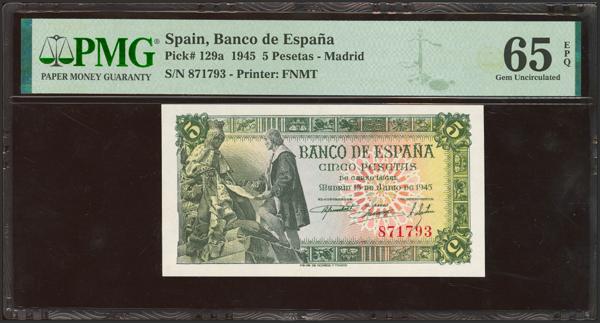 PMG
PAPER MONEY GUARANTY
Spain, Banco de España
Pick# 129a 1945 5 Pesetas - Madrid
S/N 871793 - Printer: FNMT
65 EPQ
Gem Uncirculated
5
5
BANCO DE ESPAÑA
CINCO PESETAS
Madrid 15 de Junio de 1945
871793
5